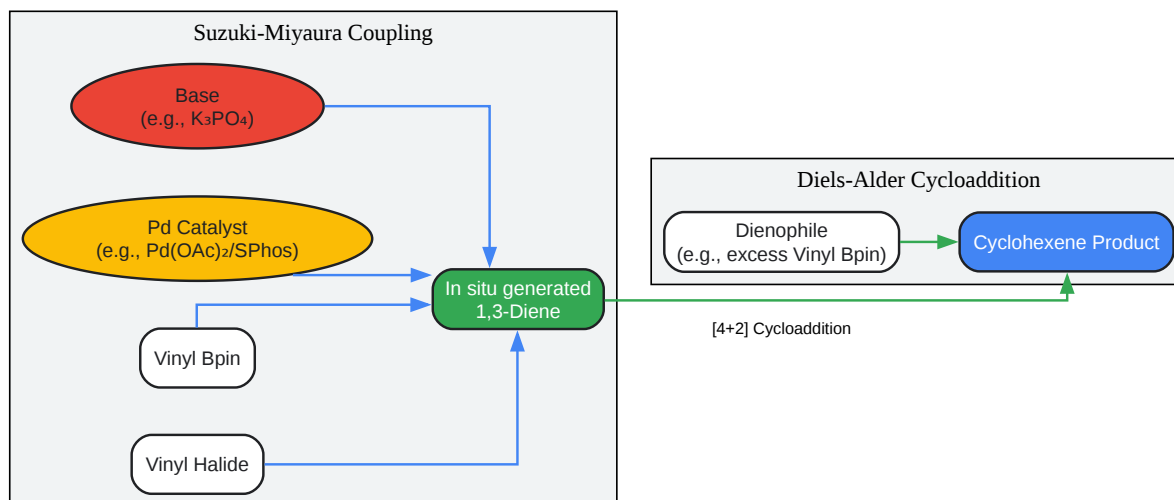 Suzuki-Miyaura Coupling
Base
(e.g., K₃PO₄)
Pd Catalyst
(e.g., Pd(OAc)₂/SPhos)
In situ generated
1,3-Diene
Vinyl Bpin
Vinyl Halide
Diels-Alder Cycloaddition
Dienophile
(e.g., excess Vinyl Bpin)
Cyclohexene Product
[4+2] Cycloaddition